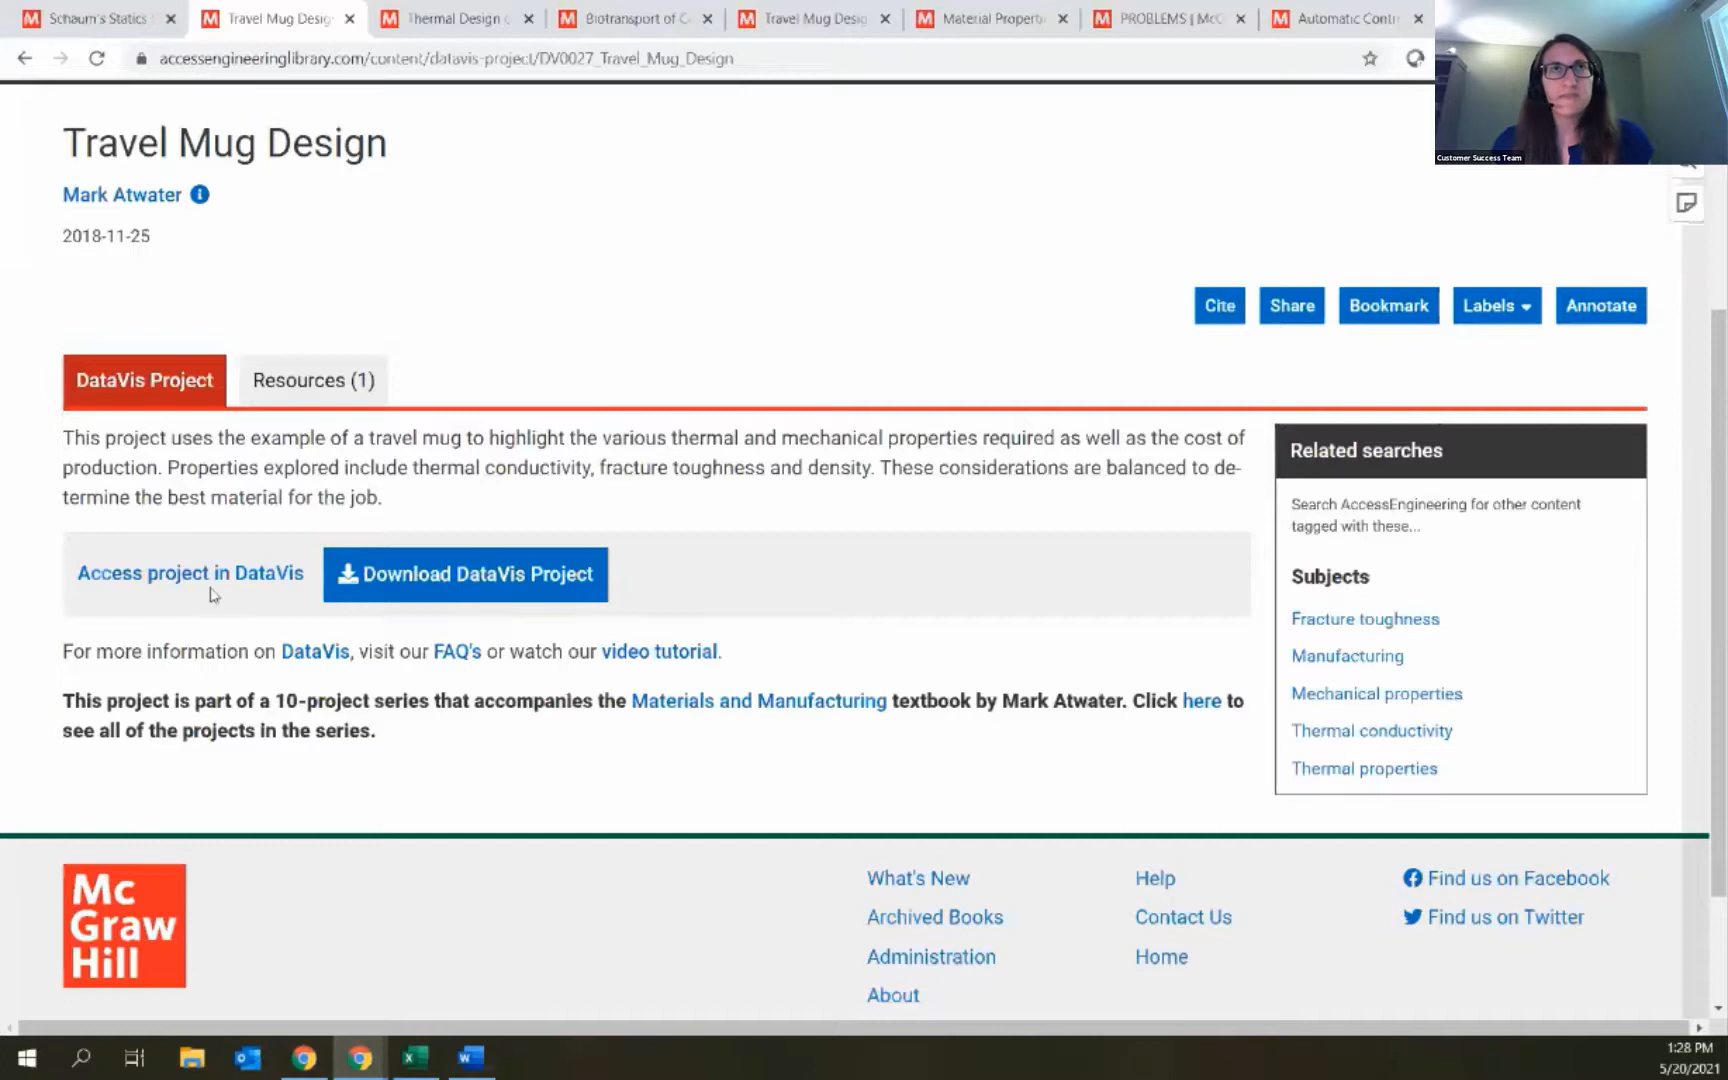 Schaum's Statics
Travel Mug Desig
Thermal Design
Biotransport of C
Travel Mug Desig
Material Properti
PROBLEMS | McG
Automatic Contr
accessengineeringlibrary.com/content/datavis-project/DV0027_Travel_Mug_Design
Customer Success Team
Travel Mug Design
Mark Atwater
2018-11-25
Cite
Share
Bookmark
Labels
Annotate
DataVis Project
Resources (1)
This project uses the example of a travel mug to highlight the various thermal and mechanical properties required as well as the cost of
production. Properties explored include thermal conductivity, fracture toughness and density. These considerations are balanced to de-
termine the best material for the job.
Access project in DataVis
Download DataVis Project
For more information on DataVis, visit our FAQ's or watch our video tutorial.
This project is part of a 10-project series that accompanies the Materials and Manufacturing textbook by Mark Atwater. Click here to
see all of the projects in the series.
Related searches
Search AccessEngineering for other content
tagged with these...
Subjects
Fracture toughness
Manufacturing
Mechanical properties
Thermal conductivity
Thermal properties
Mc
Graw
Hill
What's New
Archived Books
Administration
About
Help
Contact Us
Home
Find us on Facebook
Find us on Twitter
1:28 PM
5/20/2021